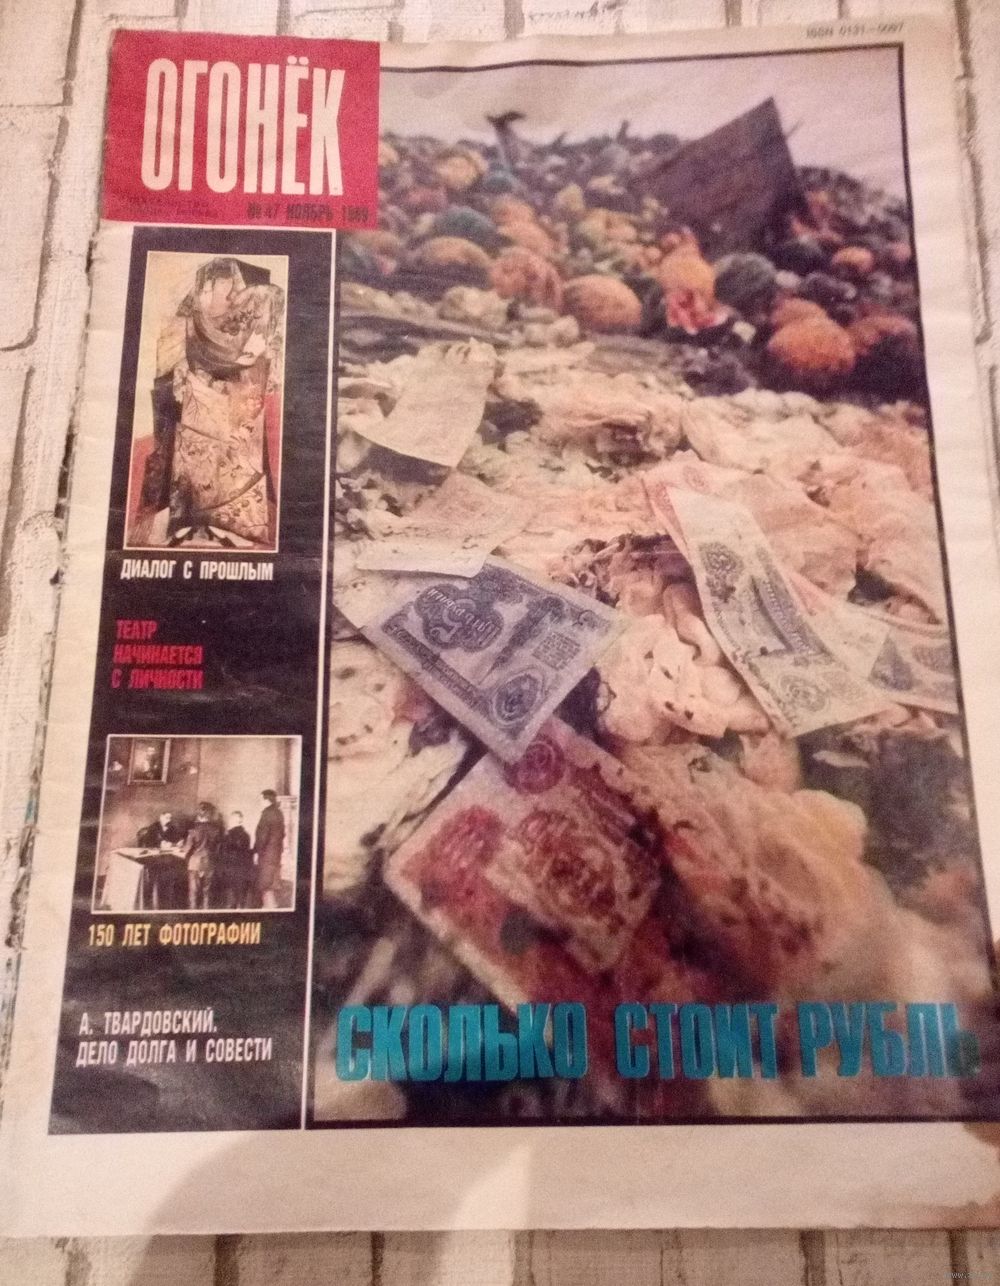 ISSN 0131-0097
ОГОНЁК
№ 47 НОЯБРЬ 1989
ДИАЛОГ С ПРОШЛЫМ
ТЕАТР
НАЧИНАЕТСЯ
С ЛИЧНОСТИ
150 ЛЕТ ФОТОГРАФИИ
А. ТВАРДОВСКИЙ.
ДЕЛО ДОЛГА И СОВЕСТИ
СКОЛЬКО СТОИТ РУБЛЬ